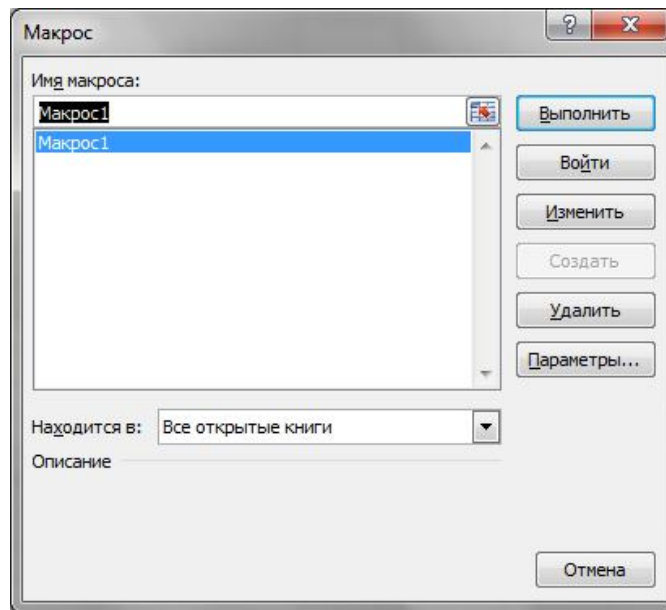 Макрос
Имя макроса:
Макрос1
Макрос1
Выполнить
Войти
Изменить
Создать
Удалить
Параметры...
Находится в: Все открытые книги
Описание
Отмена